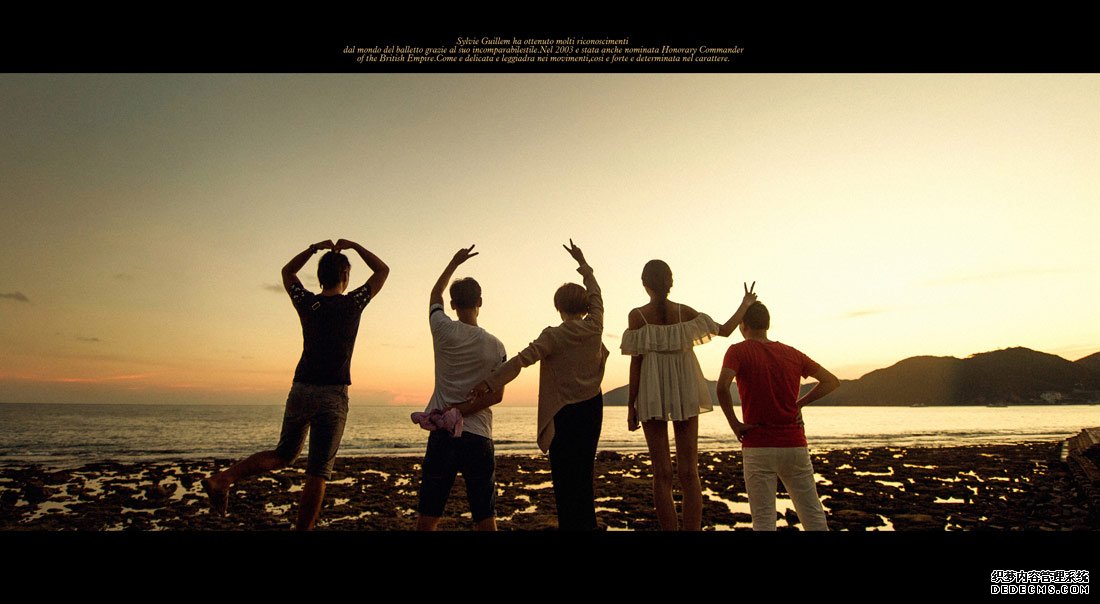 Sylvie Guillem ha ottenuto molti riconoscimenti
dal mondo del balletto grazie al suo incomparabilestile.Nel 2003 e stata anche nominata Honorary Commander
of the British Empire.Come e delicata e leggiadra nei movimenti,cosi e forte e determinata nel carattere.
织梦内容管理系统
DEDECMS.COM